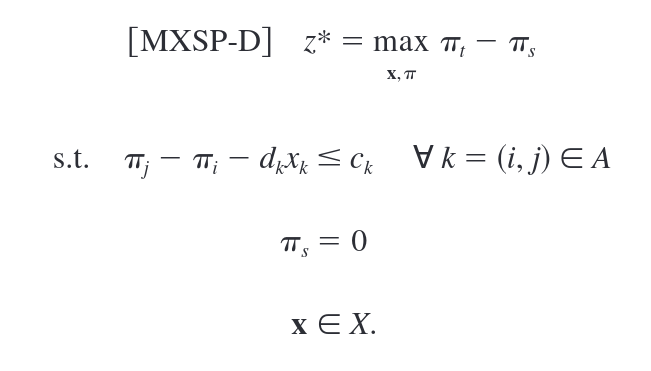 [MXSP-D] z* = max π_t − π_s
x, π
s.t. π_j − π_i − d_k x_k ≤ c_k ∀ k = (i, j) ∈ A
π_s = 0
x ∈ X.